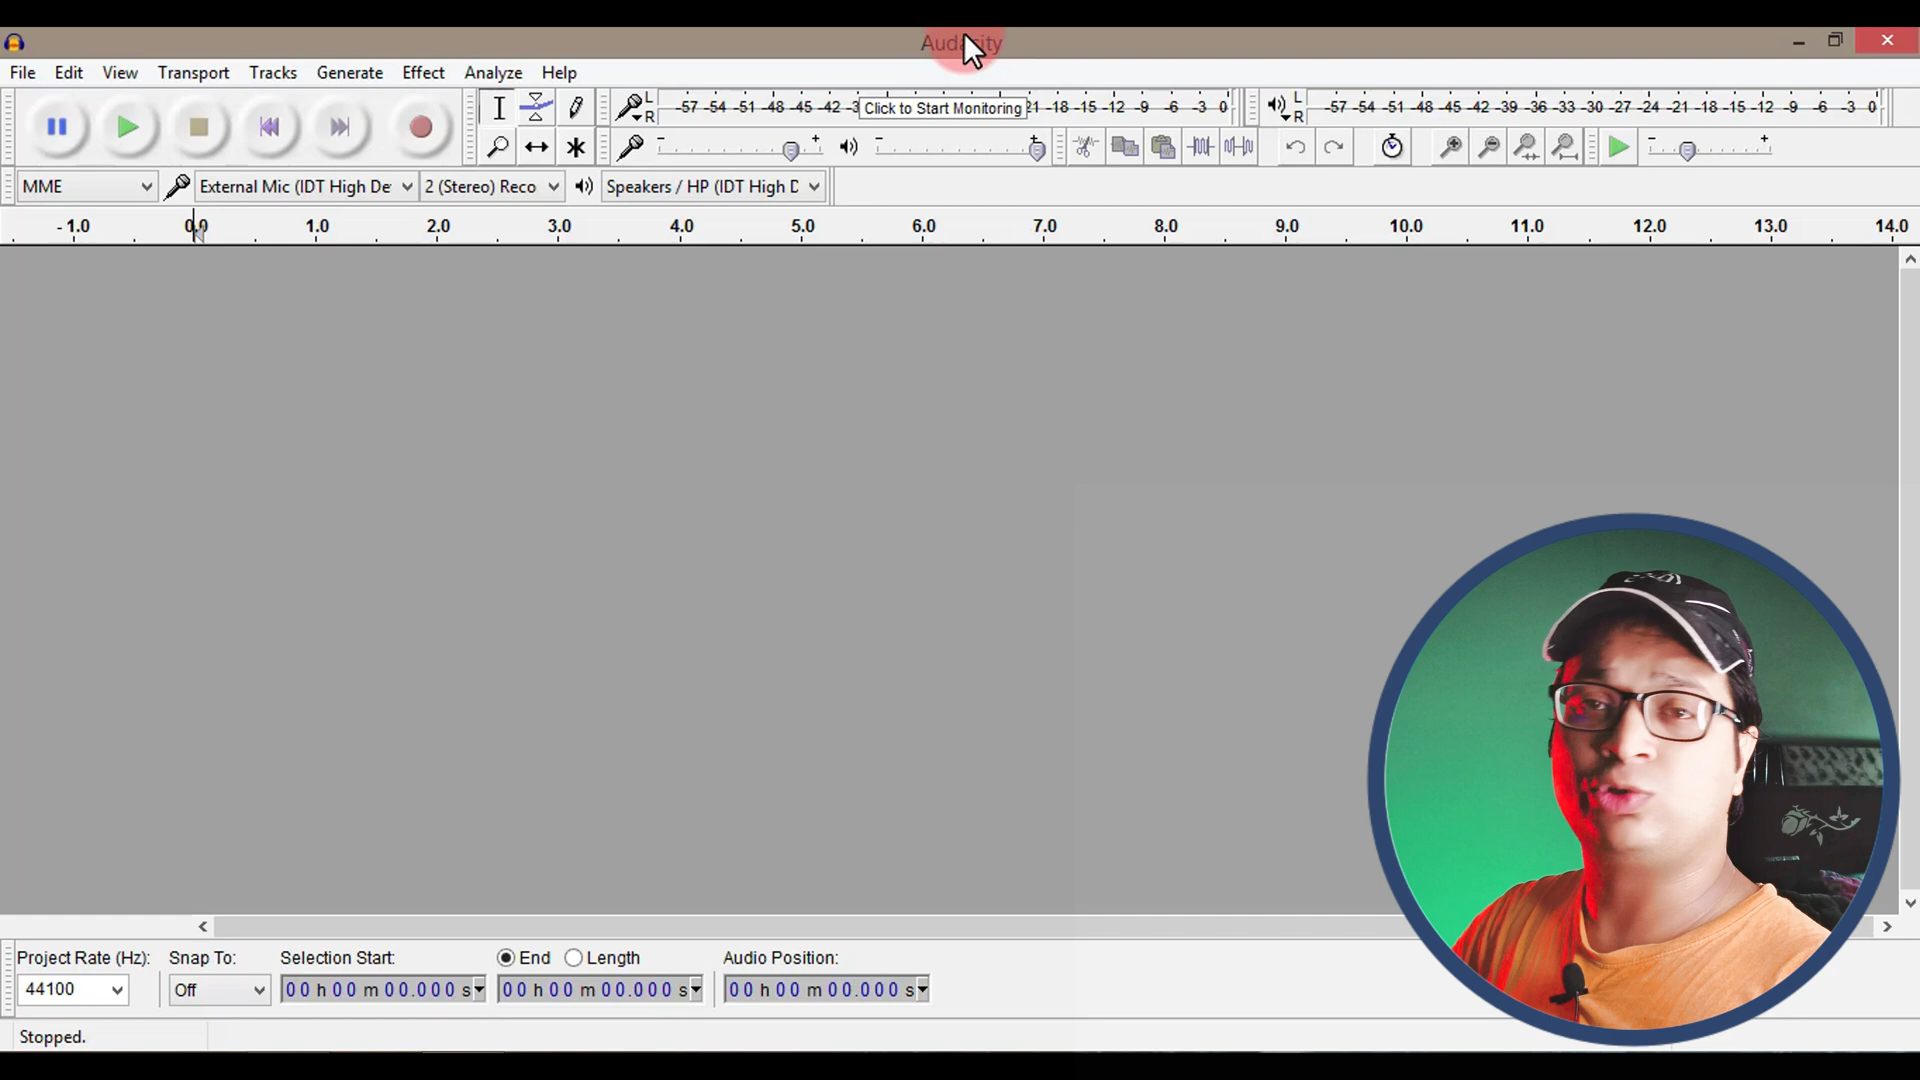 Audacity
File Edit View Transport Tracks Generate Effect Analyze Help
L R -57 -54 -51 -48 -45 -42 -3 Click to Start Monitoring 21 -18 -15 -12 -9 -6 -3 0 L R -57 -54 -51 -48 -45 -42 -39 -36 -33 -30 -27 -24 -21 -18 -15 -12 -9 -6 -3 0
- + - + - +
MME External Mic (IDT High De 2 (Stereo) Reco Speakers / HP (IDT High D
- 1.0 0.0 1.0 2.0 3.0 4.0 5.0 6.0 7.0 8.0 9.0 10.0 11.0 12.0 13.0 14.0
Project Rate (Hz): Snap To: Selection Start: End Length Audio Position:
44100 Off 00 h 00 m 00.000 s 00 h 00 m 00.000 s 00 h 00 m 00.000 s
Stopped.